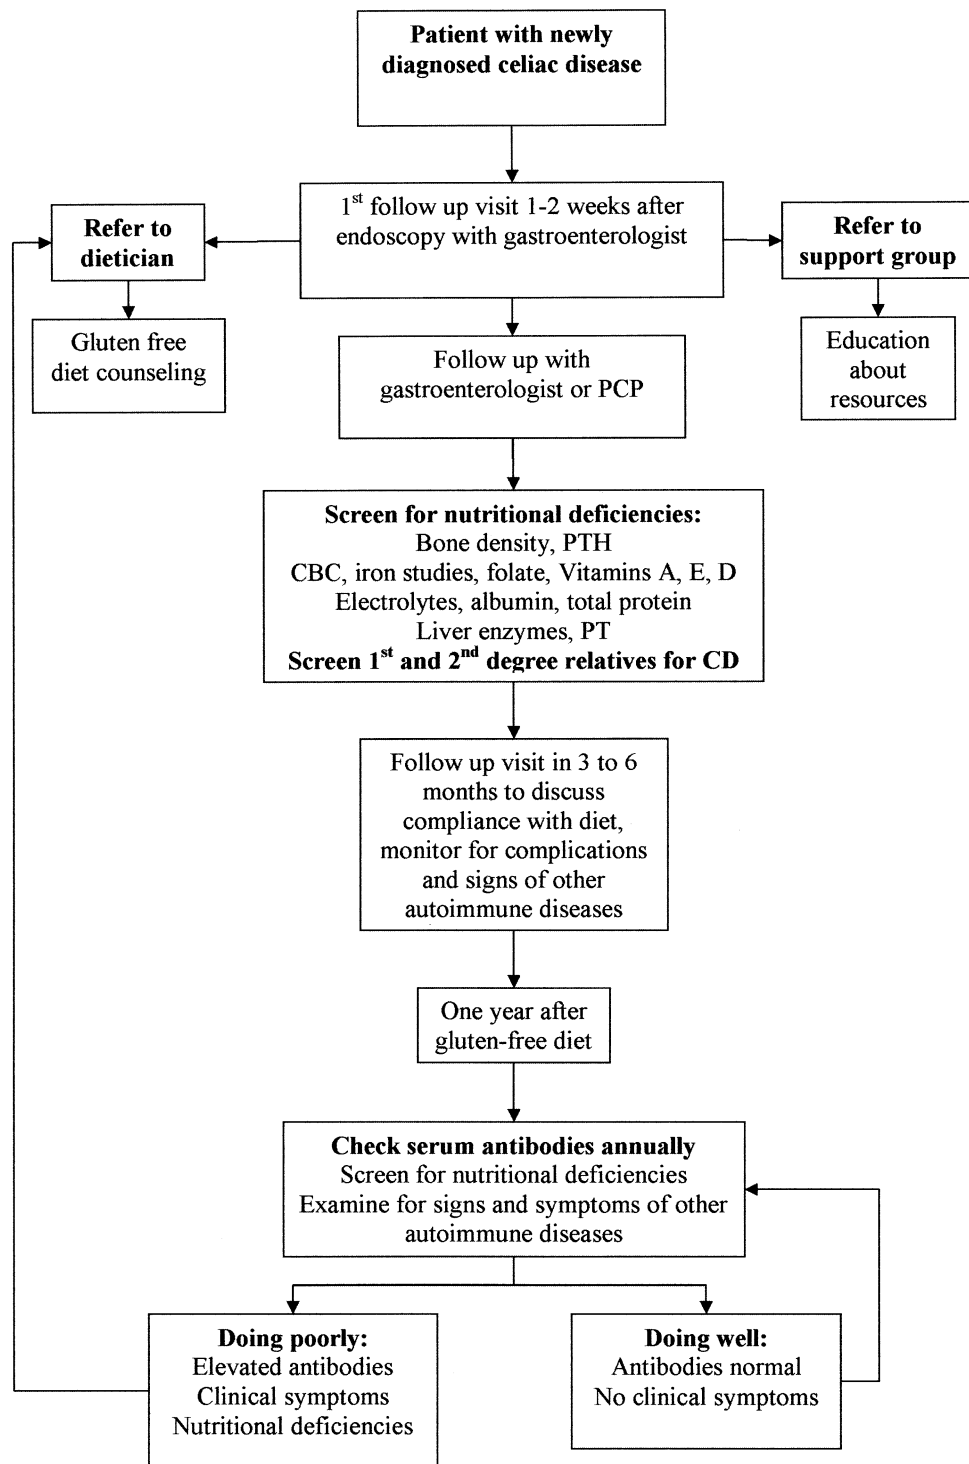 Patient with newly
diagnosed celiac disease
1st follow up visit 1-2 weeks after
endoscopy with gastroenterologist
Refer to
dietician
Refer to
support group
Gluten free
diet counseling
Follow up with
gastroenterologist or PCP
Education
about
resources
Screen for nutritional deficiencies:
Bone density, PTH
CBC, iron studies, folate, Vitamins A, E, D
Electrolytes, albumin, total protein
Liver enzymes, PT
Screen 1st and 2nd degree relatives for CD
Follow up visit in 3 to 6
months to discuss
compliance with diet,
monitor for complications
and signs of other
autoimmune diseases
One year after
gluten-free diet
Check serum antibodies annually
Screen for nutritional deficiencies
Examine for signs and symptoms of other
autoimmune diseases
Doing poorly:
Elevated antibodies
Clinical symptoms
Nutritional deficiencies
Doing well:
Antibodies normal
No clinical symptoms